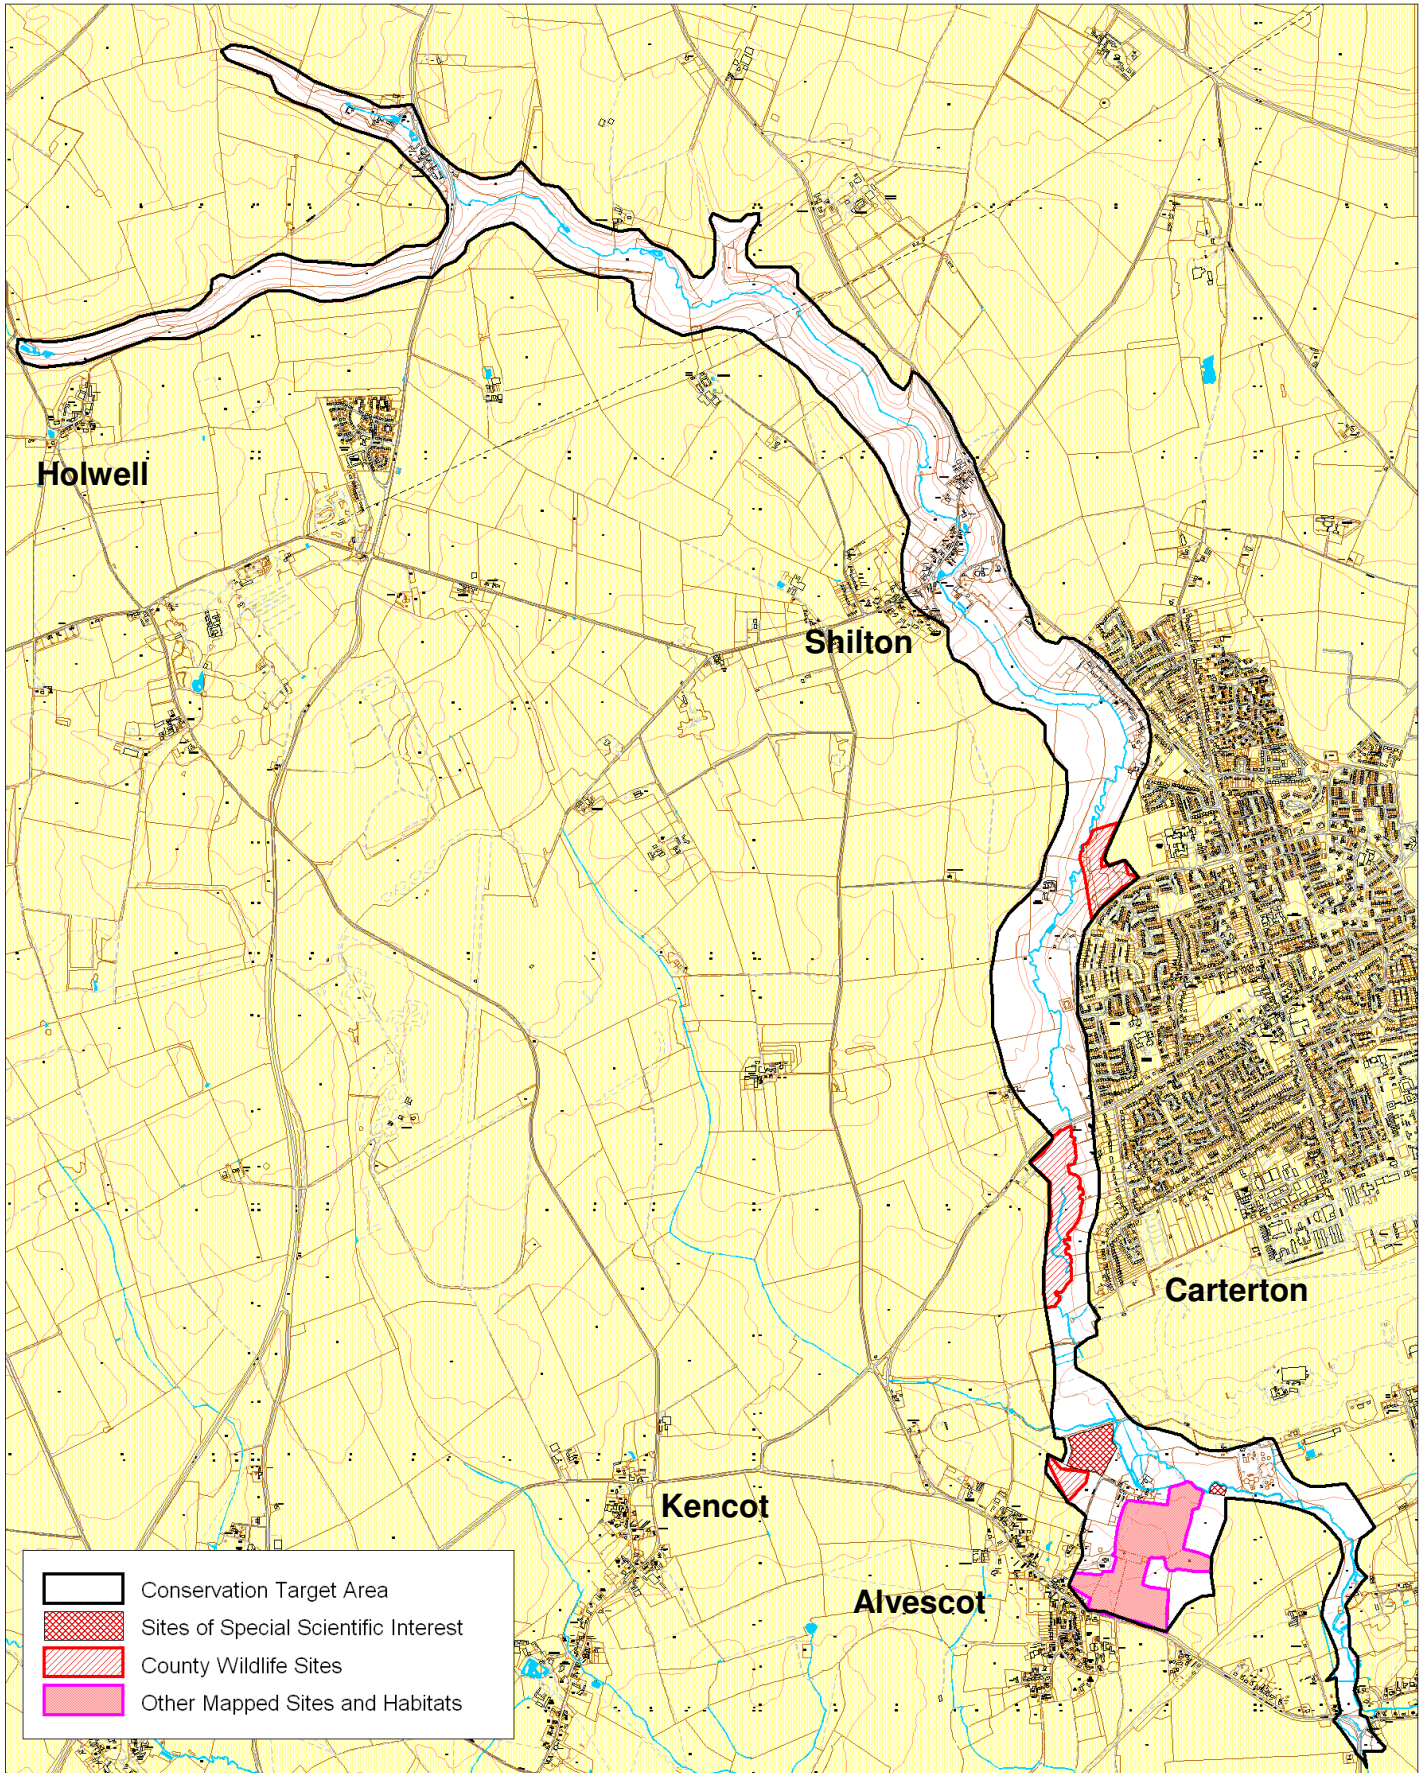 Holwell
Shilton
Carterton
Kencot
Alvescot
Conservation Target Area
Sites of Special Scientific Interest
County Wildlife Sites
Other Mapped Sites and Habitats